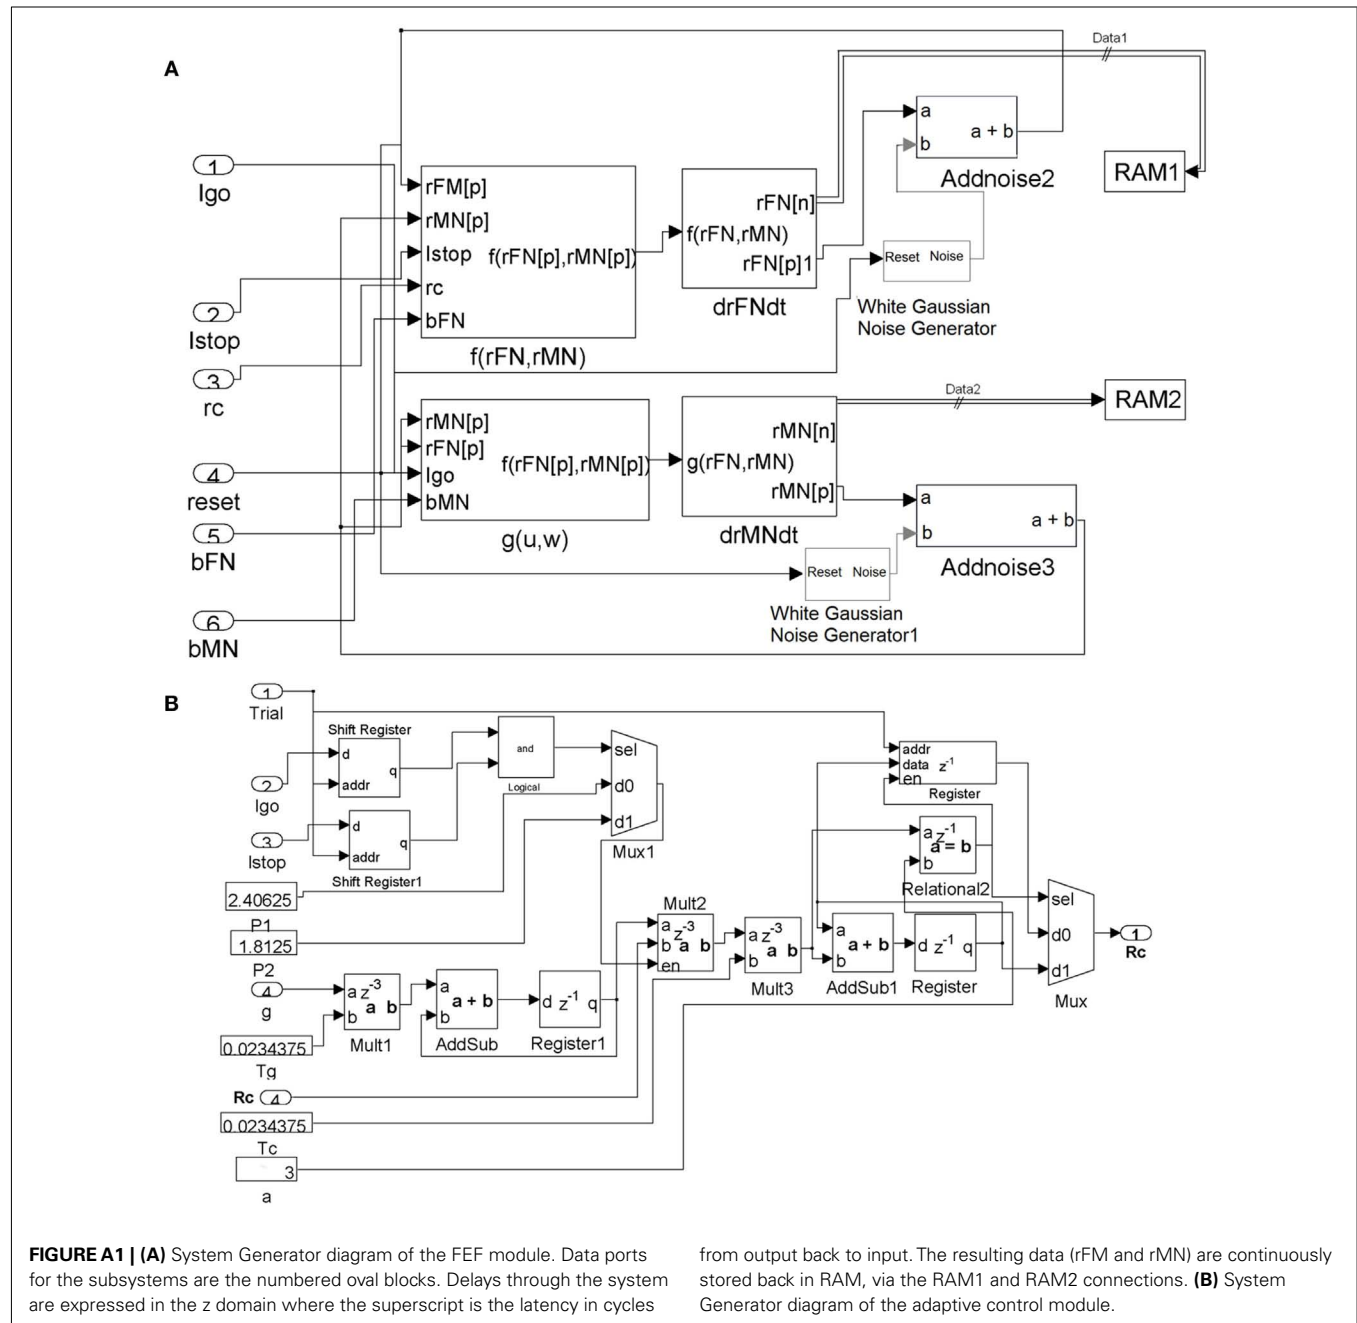 A
Data1
1
Igo
rFM[p]
rMN[p]
Istop
rc
bFN
f(rFN[p],rMN[p])
f(rFN,rMN)
rFN[n]
f(rFN,rMN)
rFN[p]1
drFNdt
a
b
a + b
Addnoise2
RAM1
Reset Noise
White Gaussian
Noise Generator
2
Istop
3
rc
4
reset
5
bFN
6
bMN
rMN[p]
rFN[p]
Igo
bMN
f(rFN[p],rMN[p])
g(u,w)
rMN[n]
g(rFN,rMN)
rMN[p]
drMNdt
Data2
RAM2
a
b
a + b
Addnoise3
Reset Noise
White Gaussian
Noise Generator1
B
1
Trial
2
Igo
3
Istop
Shift Register
d
q
addr
d
q
addr
Shift Register1
and
Logical
sel
d0
d1
Mux1
2.40625
P1
1.8125
P2
4
g
0.0234375
Tg
Rc 4
0.0234375
Tc
3
a
a z-3
a b
b
Mult1
a
a + b
b
AddSub
d z-1 q
Register1
Mult2
a z-3
b a b
en
a z-3
a b
b
Mult3
a
a + b
b
AddSub1
d z-1 q
Register
addr
data z-1
en
Register
a z-1
a = b
b
Relational2
sel
d0
d1
Mux
1
Rc
FIGURE A1 | (A) System Generator diagram of the FEF module. Data ports
for the subsystems are the numbered oval blocks. Delays through the system
are expressed in the z domain where the superscript is the latency in cycles
from output back to input. The resulting data (rFM and rMN) are continuously
stored back in RAM, via the RAM1 and RAM2 connections. (B) System
Generator diagram of the adaptive control module.